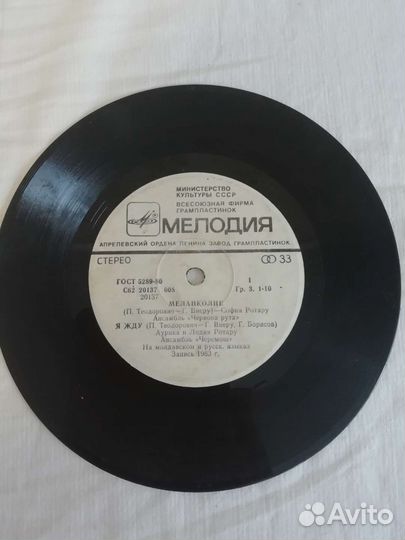 МИНИСТЕРСТВО
КУЛЬТУРЫ СССР
ВСЕСОЮЗНАЯ ФИРМА
ГРАМПЛАСТИНОК
МЕЛОДИЯ
АПРЕЛЕВСКИЙ ОРДЕНА ЛЕНИНА ЗАВОД ГРАМПЛАСТИНОК
СТЕРЕО 33
ГОСТ 5289-80 1
С62 20137 008 Гр. 3. 1-10
20137
МЕЛАНКОЛИЕ
(П. Теодорович—Г. Виеру)—София Ротару
Ансамбль «Червона рута»
Я ЖДУ (П. Теодорович—Г. Виеру, Г. Борисов)
Аурика и Лидия Ротару
Ансамбль «Черемош»
На молдавском и русск. языках
Запись 1983 г.
Avito